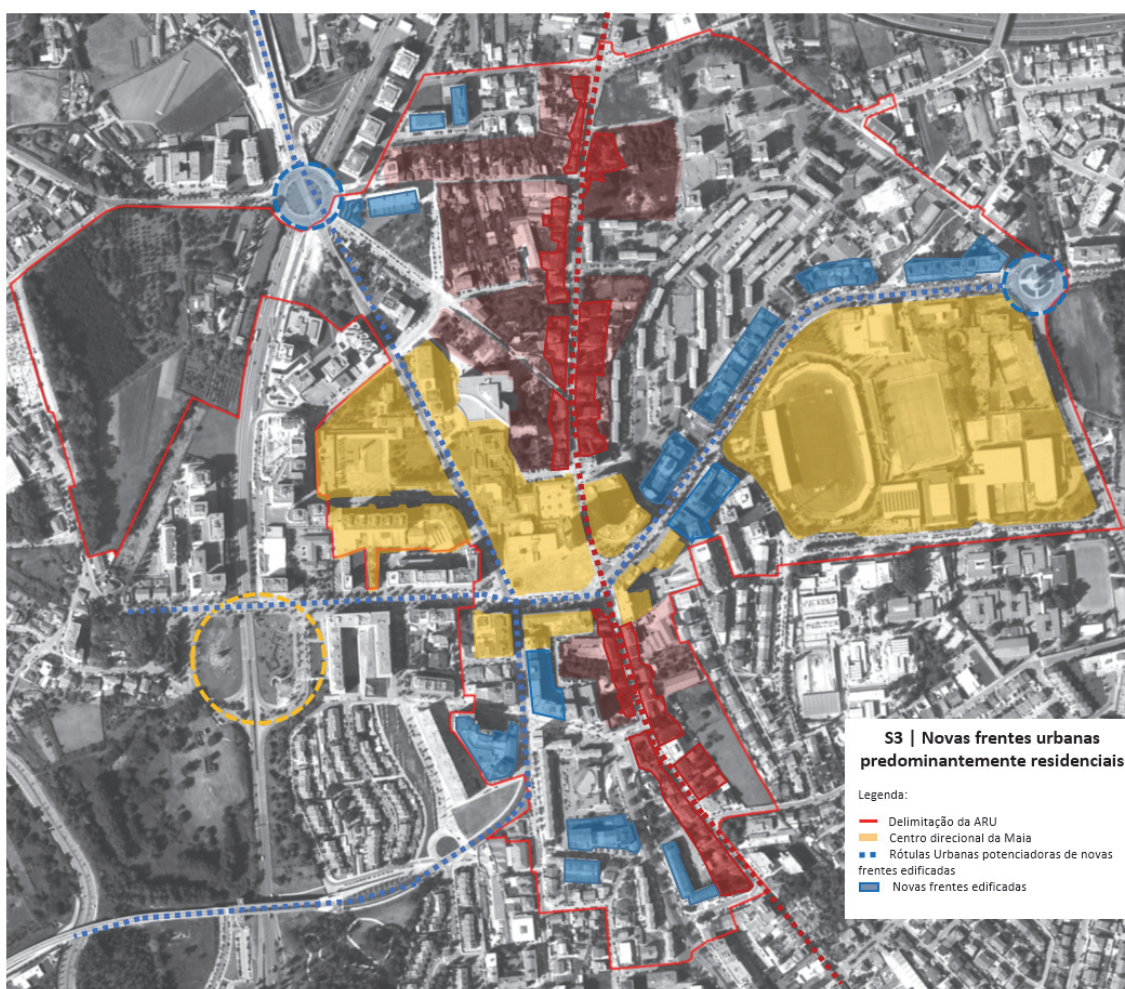 S3 | Novas frentes urbanas
predominantemente residenciais
Legenda:
Delimitação da ARU
Centro direcional da Maia
Rótulas Urbanas potenciadoras de novas
frentes edificadas
Novas frentes edificadas